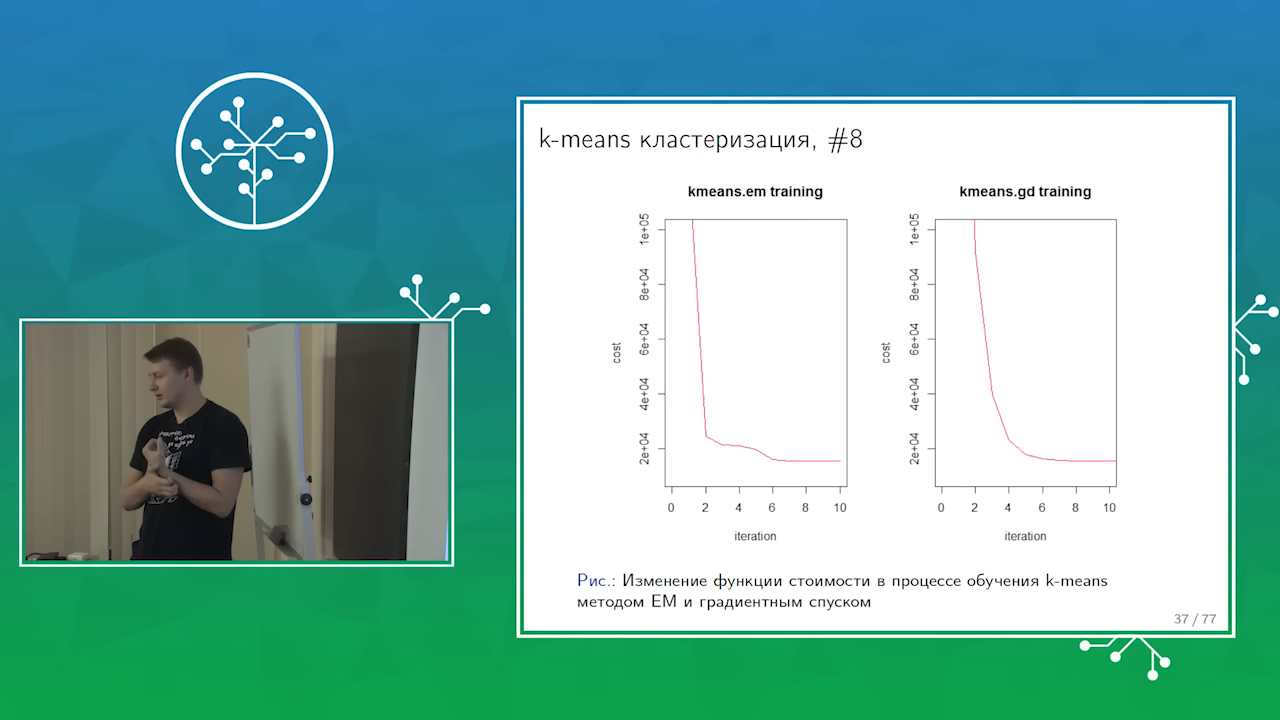 k-means кластеризация, #8
kmeans.em training
cost
2e+04 4e+04 6e+04 8e+04 1e+05
0 2 4 6 8 10
iteration
kmeans.gd training
cost
2e+04 4e+04 6e+04 8e+04 1e+05
0 2 4 6 8 10
iteration
Рис.: Изменение функции стоимости в процессе обучения k-means
методом EM и градиентным спуском
37 / 77